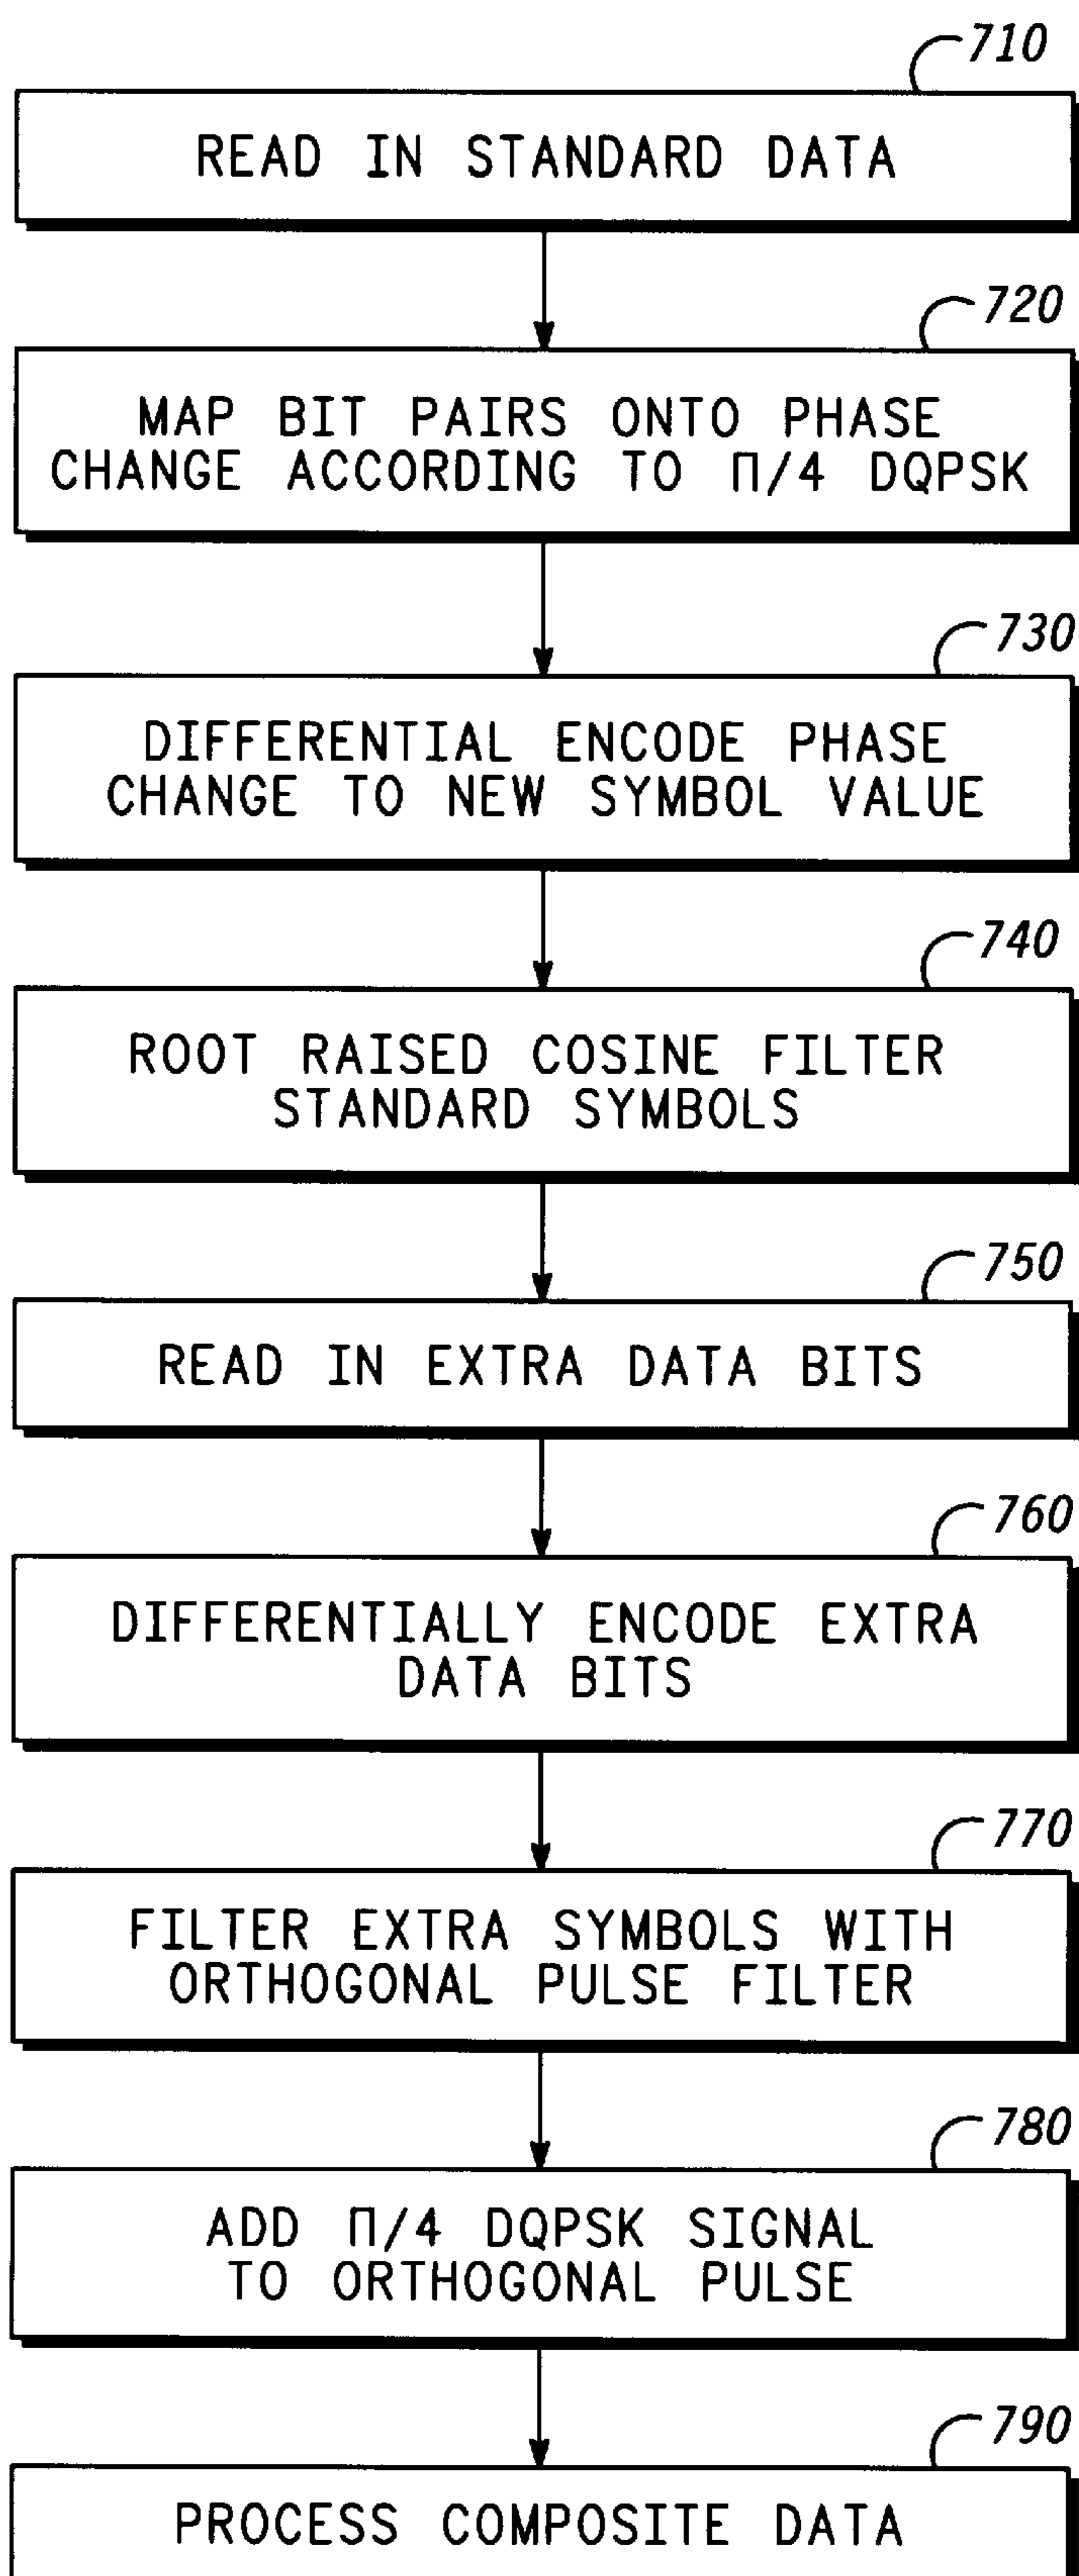 710
READ IN STANDARD DATA
720
MAP BIT PAIRS ONTO PHASE
CHANGE ACCORDING TO Π/4 DQPSK
730
DIFFERENTIAL ENCODE PHASE
CHANGE TO NEW SYMBOL VALUE
740
ROOT RAISED COSINE FILTER
STANDARD SYMBOLS
750
READ IN EXTRA DATA BITS
760
DIFFERENTIALLY ENCODE EXTRA
DATA BITS
770
FILTER EXTRA SYMBOLS WITH
ORTHOGONAL PULSE FILTER
780
ADD Π/4 DQPSK SIGNAL
TO ORTHOGONAL PULSE
790
PROCESS COMPOSITE DATA